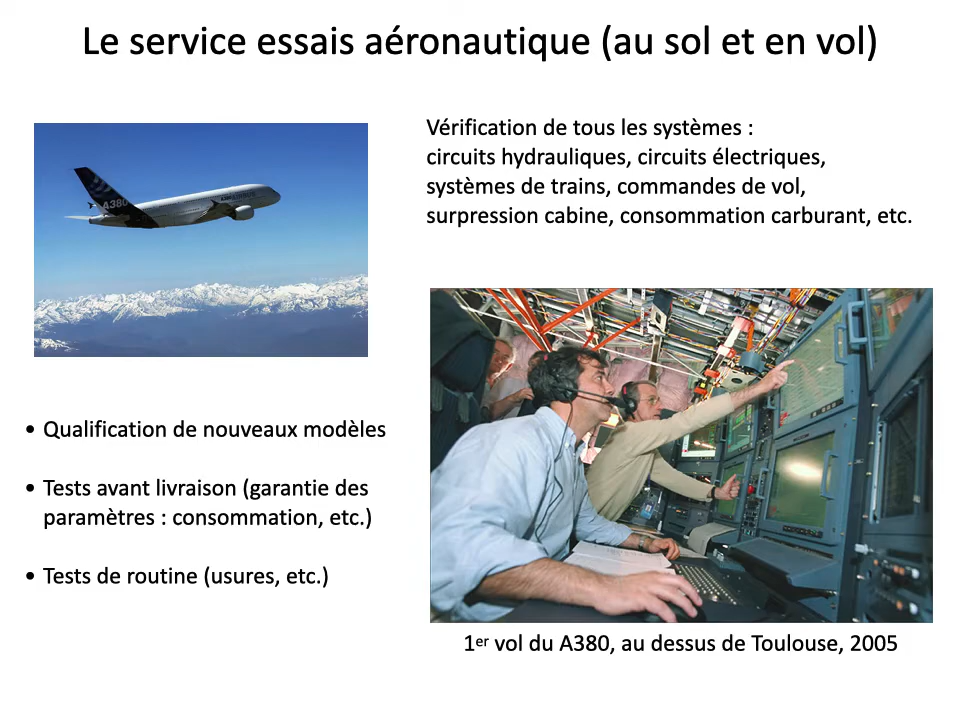 Le service essais aéronautique (au sol et en vol)
Vérification de tous les systèmes :
circuits hydrauliques, circuits électriques,
systèmes de trains, commandes de vol,
surpression cabine, consommation carburant, etc.
A380
• Qualification de nouveaux modèles
• Tests avant livraison (garantie des
paramètres : consommation, etc.)
• Tests de routine (usures, etc.)
1er vol du A380, au dessus de Toulouse, 2005